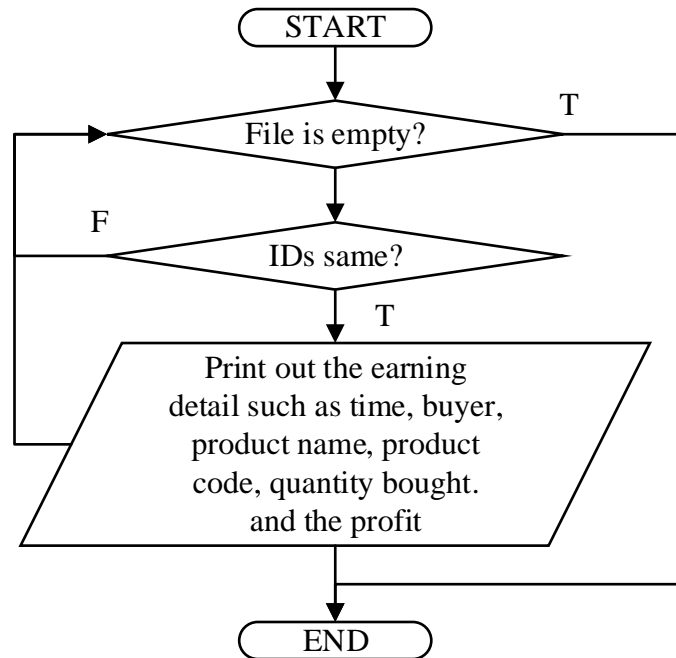 START
T
File is empty?
F
IDs same?
T
Print out the earning
detail such as time, buyer,
product name, product
code, quantity bought.
and the profit
END